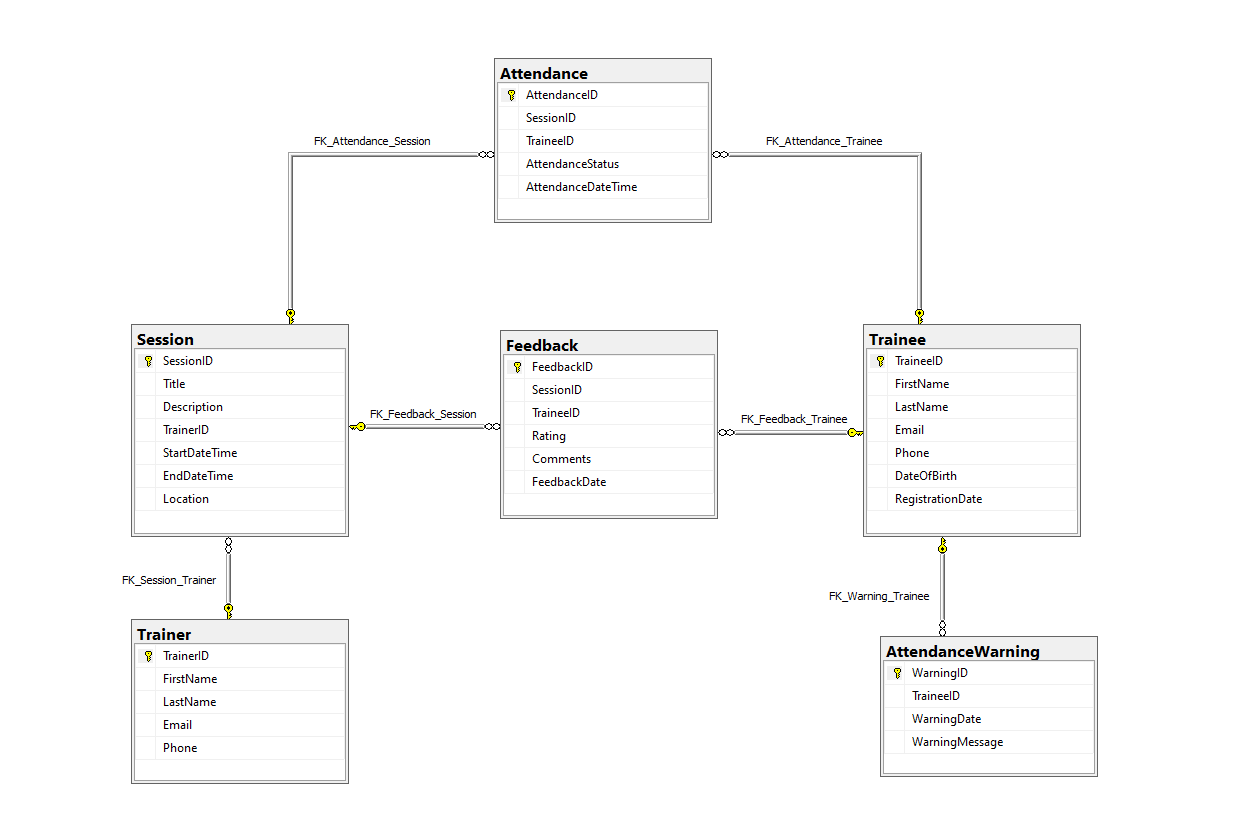 Attendance
AttendanceID
SessionID
TraineeID
AttendanceStatus
AttendanceDateTime
FK_Attendance_Session
FK_Attendance_Trainee
Session
SessionID
Title
Description
TrainerID
StartDateTime
EndDateTime
Location
FK_Feedback_Session
Feedback
FeedbackID
SessionID
TraineeID
Rating
Comments
FeedbackDate
FK_Feedback_Trainee
Trainee
TraineeID
FirstName
LastName
Email
Phone
DateOfBirth
RegistrationDate
FK_Session_Trainer
FK_Warning_Trainee
Trainer
TrainerID
FirstName
LastName
Email
Phone
AttendanceWarning
WarningID
TraineeID
WarningDate
WarningMessage